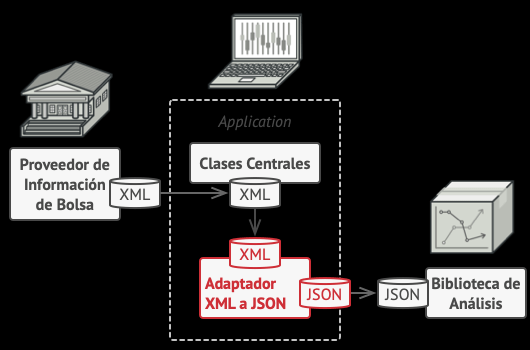 Application
Proveedor de
Información
de Bolsa
XML
Clases Centrales
XML
XML
Adaptador
XML a JSON
JSON
JSON
Biblioteca de
Análisis